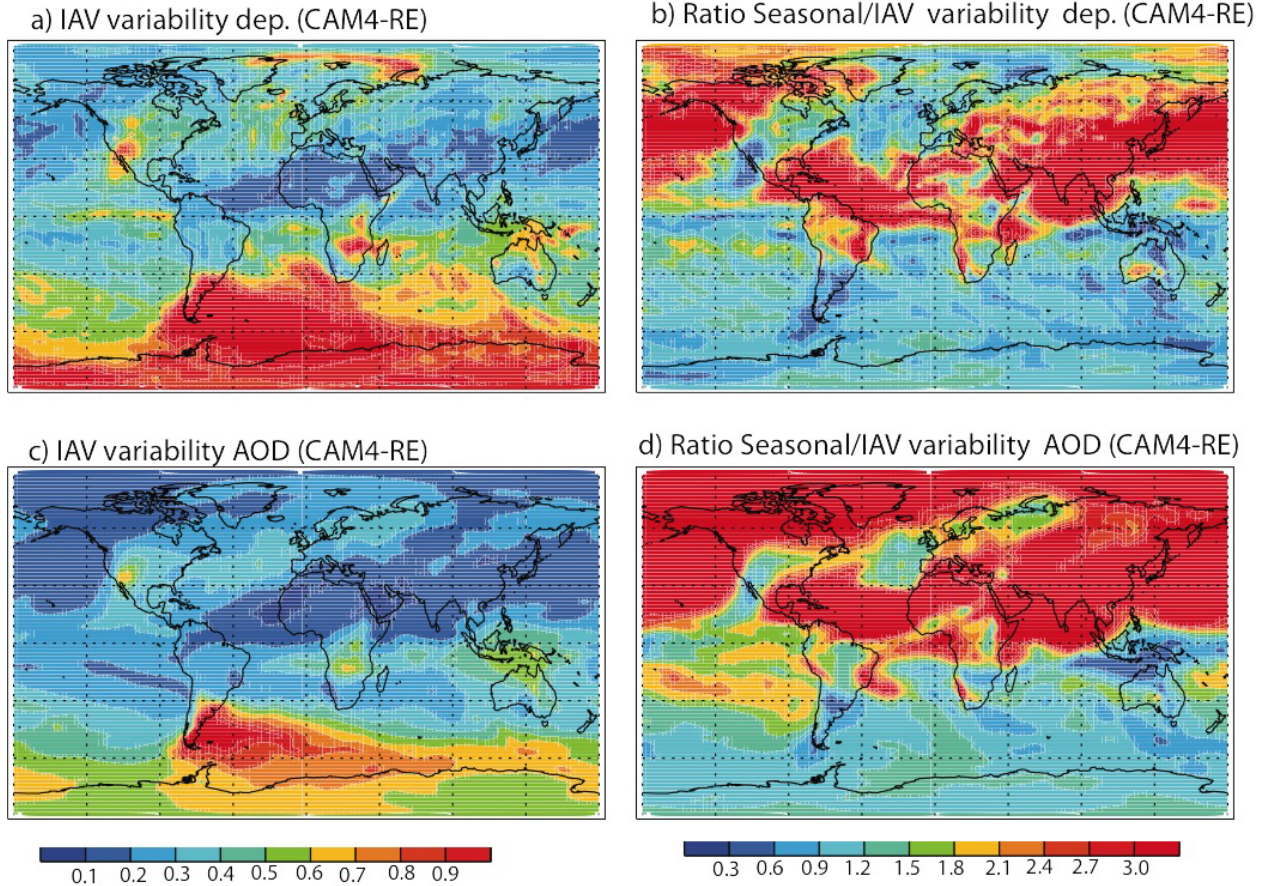 a) IAV variability dep. (CAM4-RE)
b) Ratio Seasonal/IAV variability dep. (CAM4-RE)
c) IAV variability AOD (CAM4-RE)
d) Ratio Seasonal/IAV variability AOD (CAM4-RE)
0.1 0.2 0.3 0.4 0.5 0.6 0.7 0.8 0.9
0.3 0.6 0.9 1.2 1.5 1.8 2.1 2.4 2.7 3.0